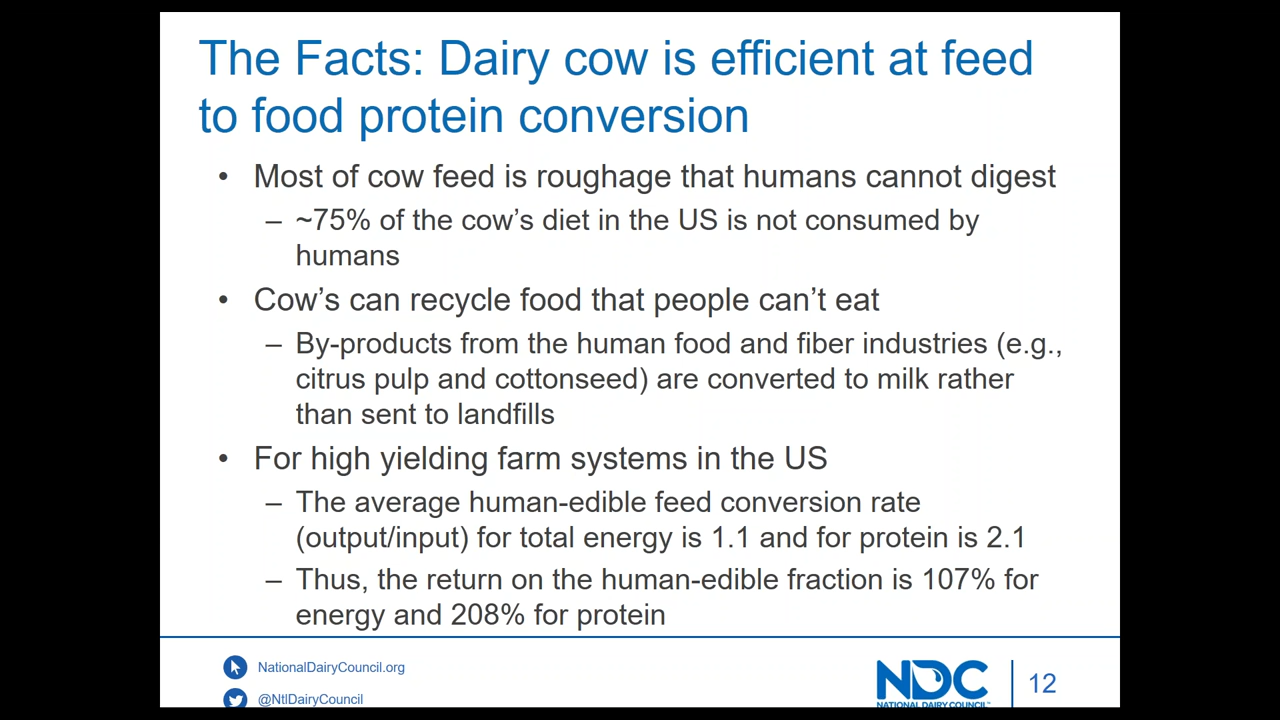 The Facts: Dairy cow is efficient at feed
to food protein conversion
• Most of cow feed is roughage that humans cannot digest
– ~75% of the cow’s diet in the US is not consumed by
humans
• Cow’s can recycle food that people can’t eat
– By-products from the human food and fiber industries (e.g.,
citrus pulp and cottonseed) are converted to milk rather
than sent to landfills
• For high yielding farm systems in the US
– The average human-edible feed conversion rate
(output/input) for total energy is 1.1 and for protein is 2.1
– Thus, the return on the human-edible fraction is 107% for
energy and 208% for protein
NationalDairyCouncil.org
@NtlDairyCouncil
NDC
NATIONAL DAIRY COUNCIL
12